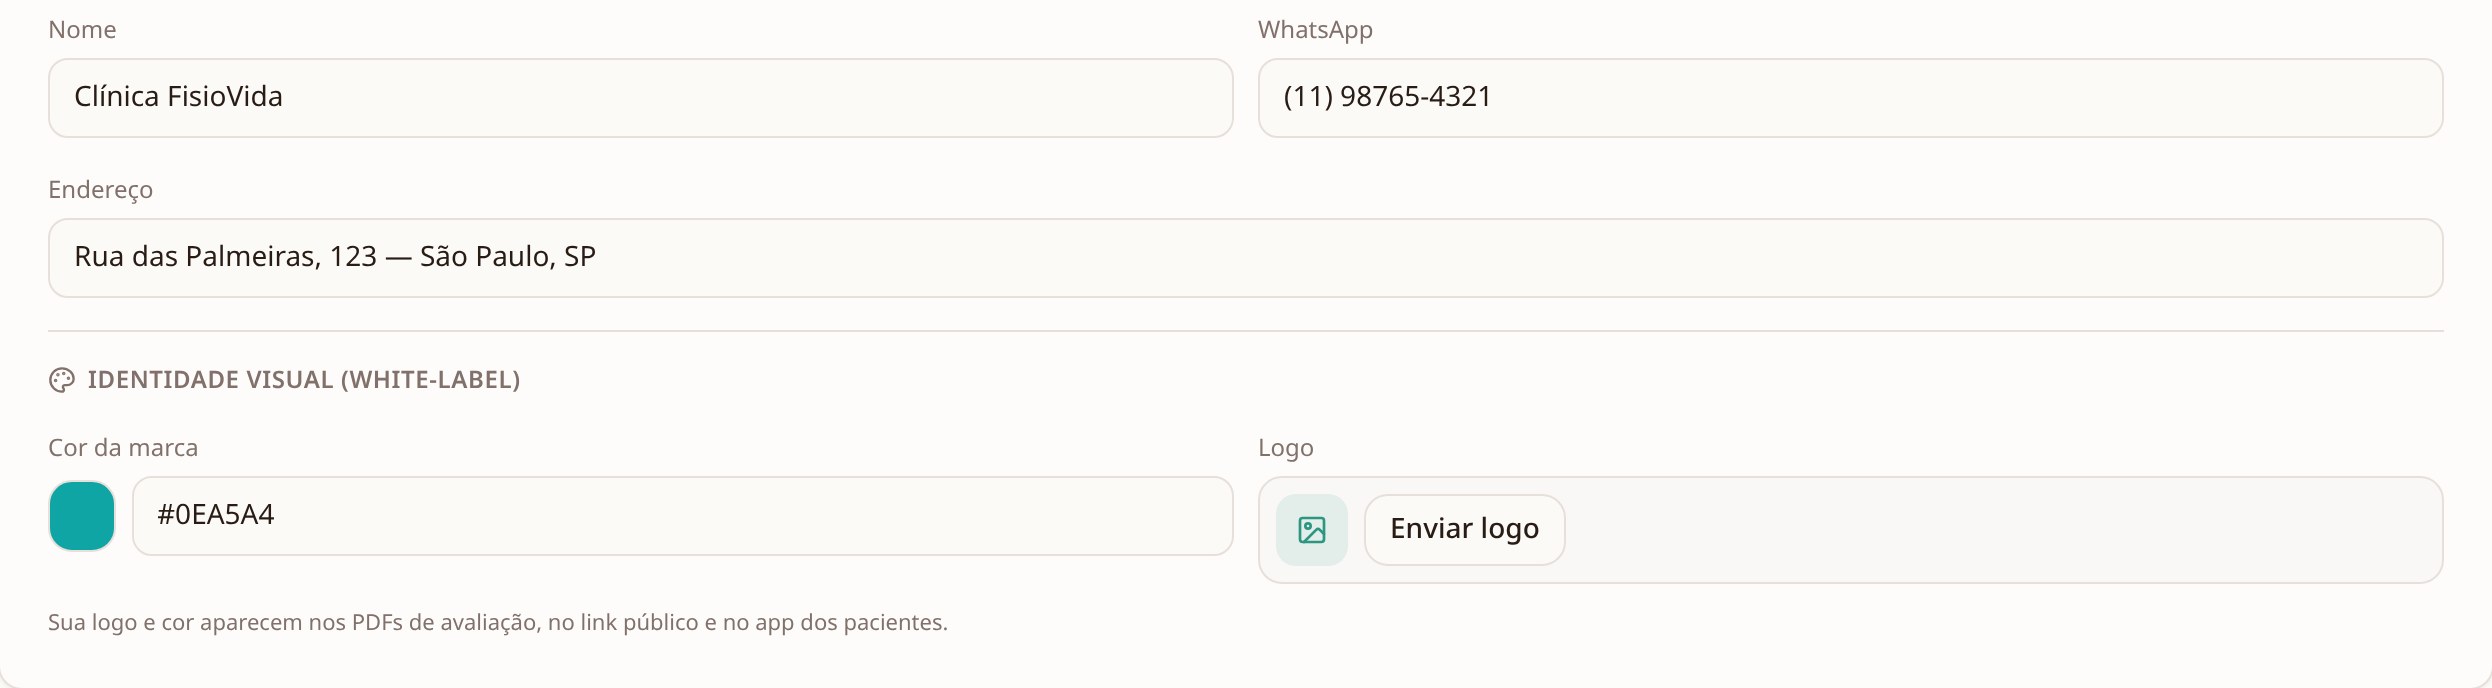 Nome
WhatsApp
Clínica FisioVida
(11) 98765-4321
Endereço
Rua das Palmeiras, 123 — São Paulo, SP
IDENTIDADE VISUAL (WHITE-LABEL)
Cor da marca
Logo
#0EA5A4
Enviar logo
Sua logo e cor aparecem nos PDFs de avaliação, no link público e no app dos pacientes.